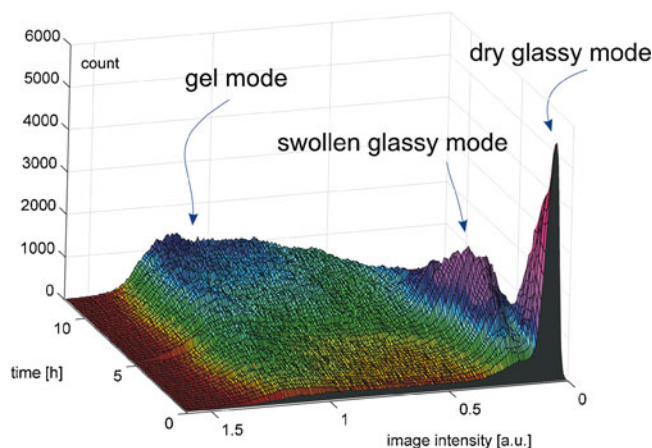 6000
count
5000
4000
3000
2000
1000
0
gel mode
dry glassy mode
swollen glassy mode
10
5
0
time [h]
1.5
1
0.5
0
image intensity [a.u.]